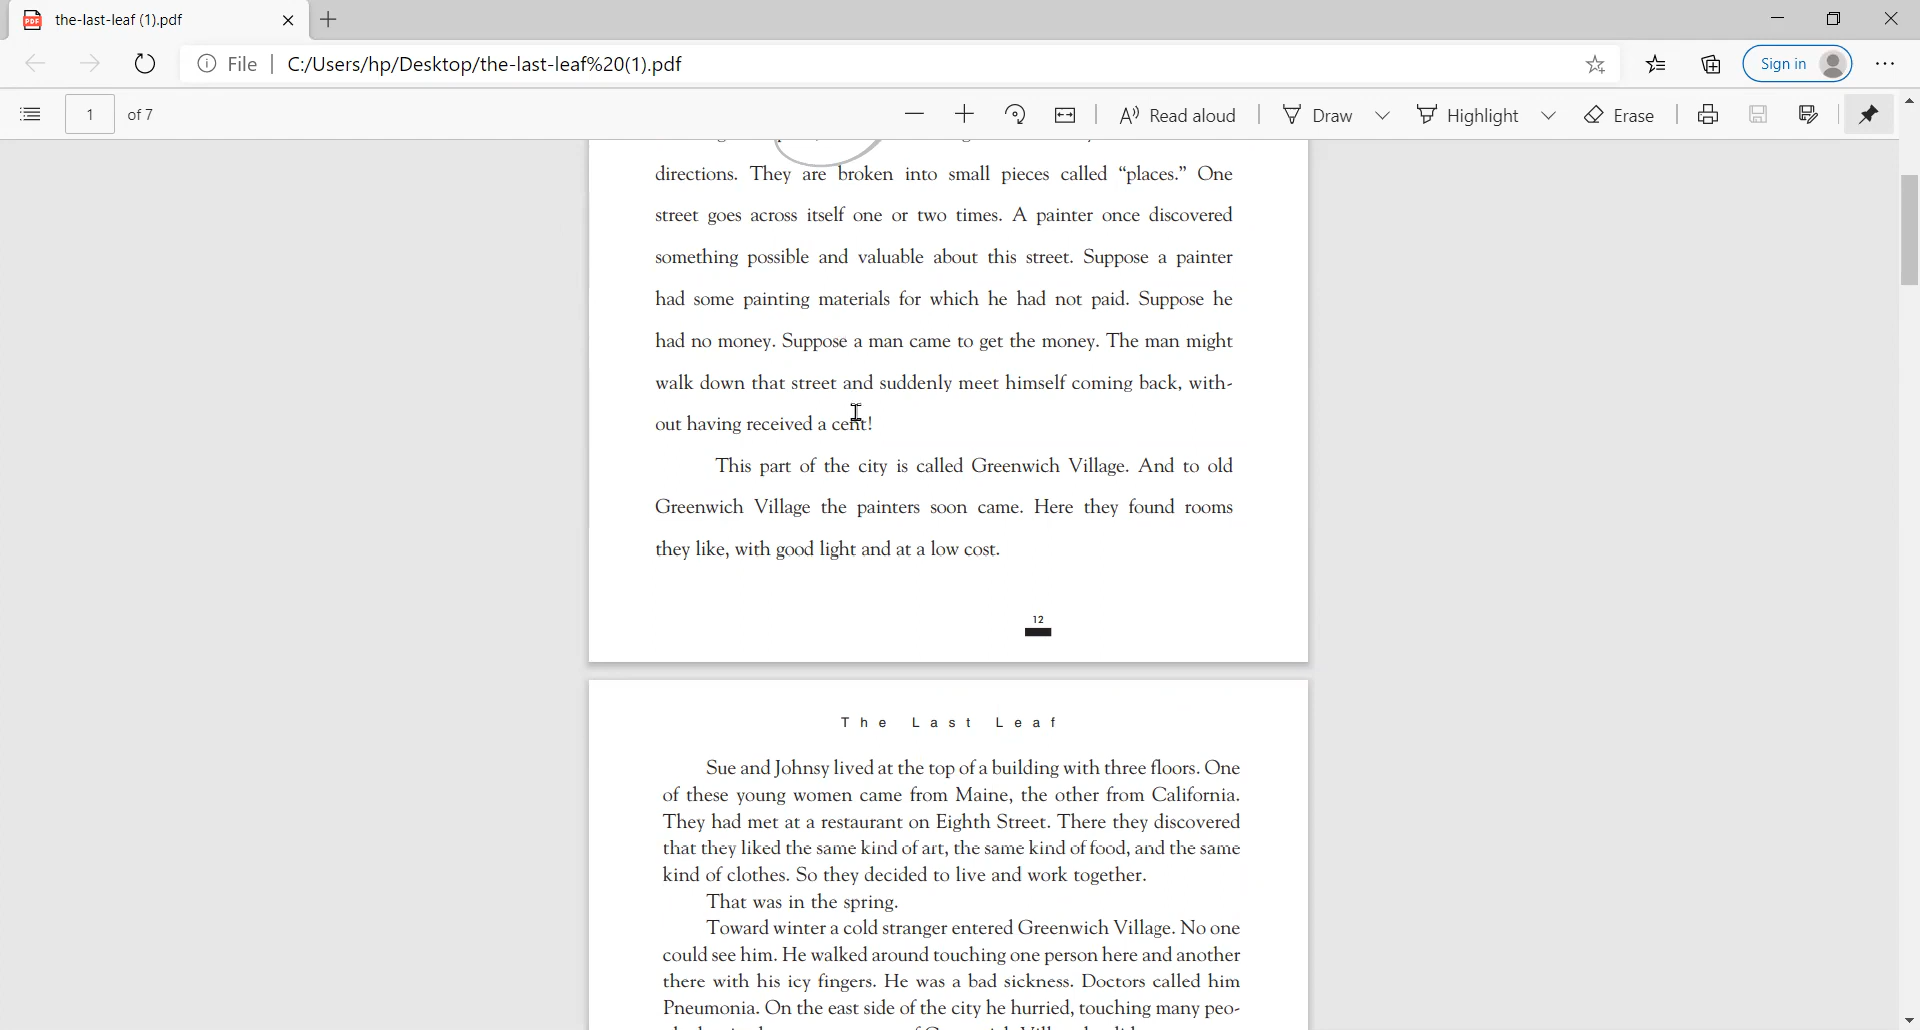 the-last-leaf (1).pdf
File | C:/Users/hp/Desktop/the-last-leaf%20(1).pdf
Sign in
1 of 7
Read aloud
Draw
Highlight
Erase
directions. They are broken into small pieces called “places.” One
street goes across itself one or two times. A painter once discovered
something possible and valuable about this street. Suppose a painter
had some painting materials for which he had not paid. Suppose he
had no money. Suppose a man came to get the money. The man might
walk down that street and suddenly meet himself coming back, with-
out having received a cent!
This part of the city is called Greenwich Village. And to old
Greenwich Village the painters soon came. Here they found rooms
they like, with good light and at a low cost.
12
The Last Leaf
Sue and Johnsy lived at the top of a building with three floors. One
of these young women came from Maine, the other from California.
They had met at a restaurant on Eighth Street. There they discovered
that they liked the same kind of art, the same kind of food, and the same
kind of clothes. So they decided to live and work together.
That was in the spring.
Toward winter a cold stranger entered Greenwich Village. No one
could see him. He walked around touching one person here and another
there with his icy fingers. He was a bad sickness. Doctors called him
Pneumonia. On the east side of the city he hurried, touching many peo-